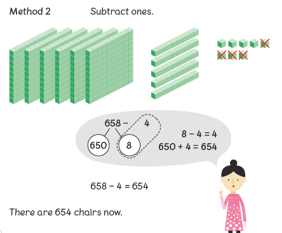 Method 2 Subtract ones.
658 – 4
650 8
8 – 4 = 4
650 + 4 = 654
658 – 4 = 654
There are 654 chairs now.